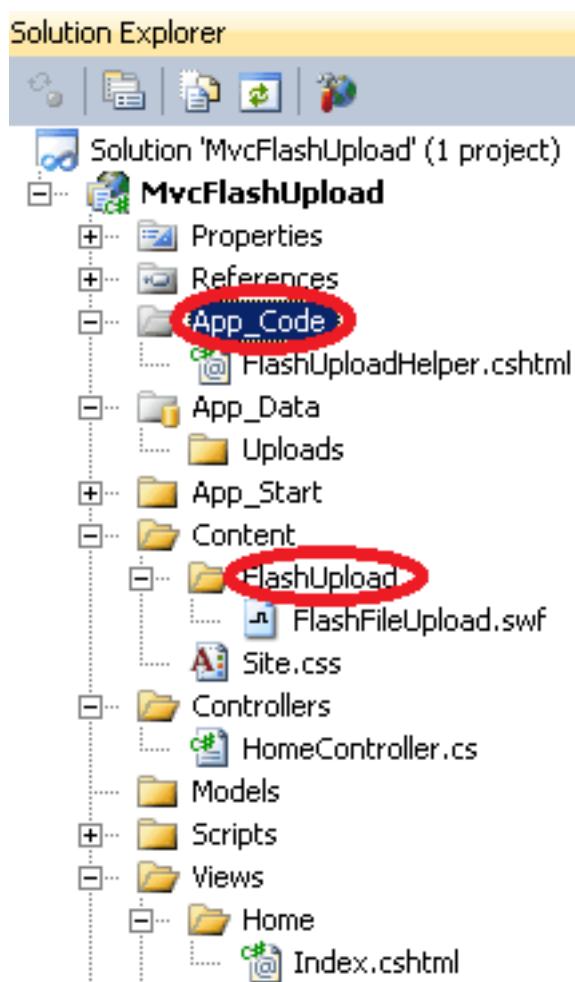 Solution Explorer
Solution 'MvcFlashUpload' (1 project)
MvcFlashUpload
Properties
References
App_Code
FlashUploadHelper.cshtml
App_Data
Uploads
App_Start
Content
FlashUpload
FlashFileUpload.swf
Site.css
Controllers
HomeController.cs
Models
Scripts
Views
Home
Index.cshtml